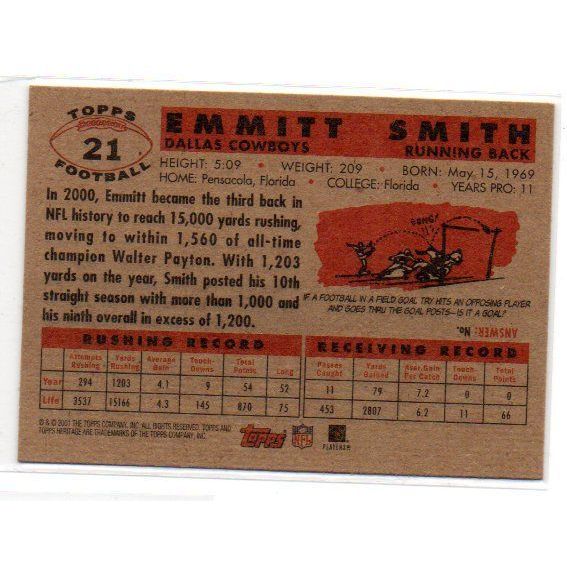 TOPPS
21
FOOTBALL
EMMITT SMITH
DALLAS COWBOYS RUNNING BACK
HEIGHT: 5:09 • WEIGHT: 209 • BORN: May 15, 1969
HOME: Pensacola, Florida • COLLEGE: Florida • YEARS PRO: 11
In 2000, Emmitt became the third back in
NFL history to reach 15,000 yards rushing,
moving to within 1,560 of all-time
champion Walter Payton. With 1,203
yards on the year, Smith posted his 10th
straight season with more than 1,000 and
his ninth overall in excess of 1,200.
BONG!
IF A FOOTBALL IN A FIELD GOAL TRY HITS AN OPPOSING PLAYER
AND GOES THRU THE GOAL POSTS—IS IT A GOAL?
ANSWER: No.
RUSHING RECORD
Attempts Rushing Yards Rushing Average Gain Touch-Downs Total Points Long
Year 294 1203 4.1 9 54 52
Life 3537 15166 4.3 145 870 75
RECEIVING RECORD
Passes Caught Yards Gained Aver. Gain Per Catch Touch-Downs Total Points
11 79 7.2 0 0
453 2807 6.2 11 66
® & © 2001 THE TOPPS COMPANY, INC. ALL RIGHTS RESERVED. TOPPS AND
TOPPS HERITAGE ARE TRADEMARKS OF THE TOPPS COMPANY, INC.
Topps
NFL
PLAYERS